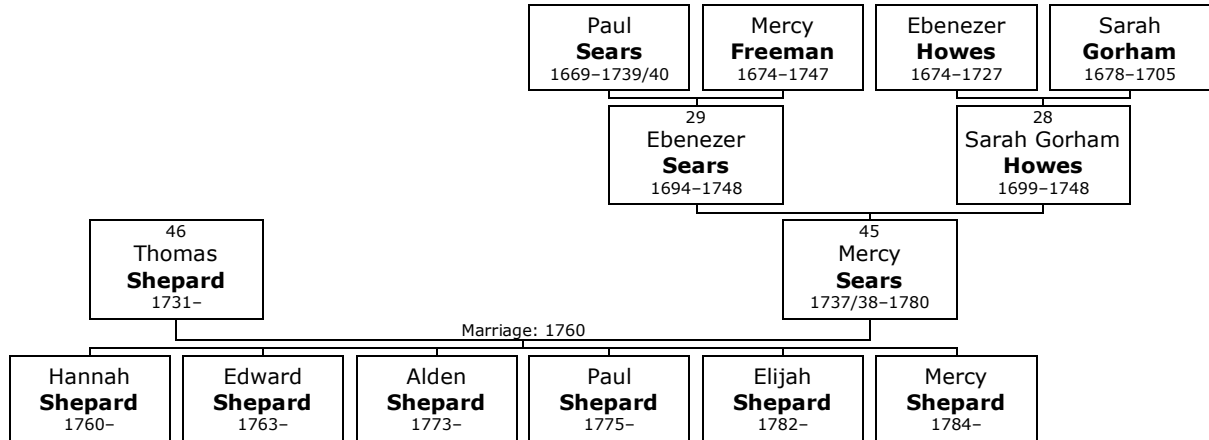 Paul
Sears
1669–1739/40
Mercy
Freeman
1674–1747
Ebenezer
Howes
1674–1727
Sarah
Gorham
1678–1705
29
Ebenezer
Sears
1694–1748
28
Sarah Gorham
Howes
1699–1748
46
Thomas
Shepard
1731–
45
Mercy
Sears
1737/38–1780
Marriage: 1760
Hannah
Shepard
1760–
Edward
Shepard
1763–
Alden
Shepard
1773–
Paul
Shepard
1775–
Elijah
Shepard
1782–
Mercy
Shepard
1784–